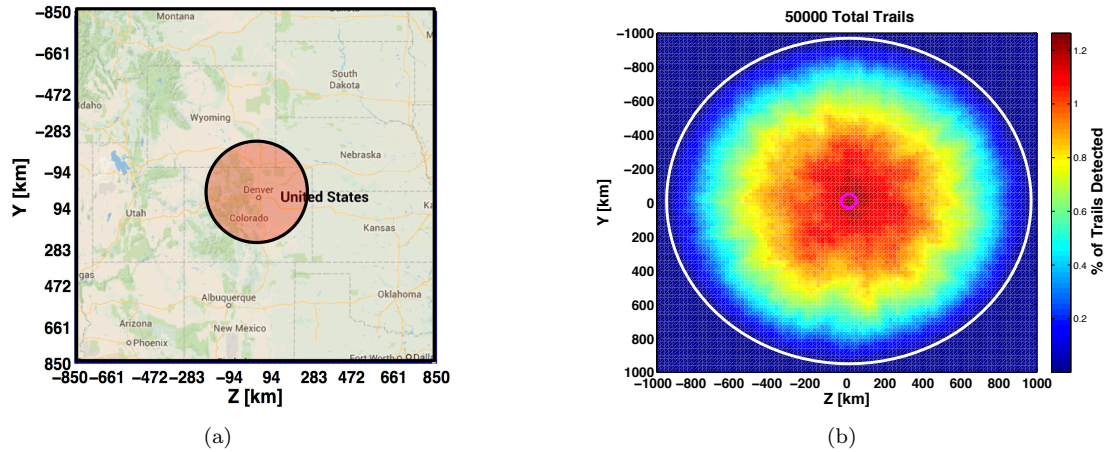 −850
−661
−472
−283
−94
94
283
472
661
850
Y [km]
Montana
South
Dakota
Idaho
Wyoming
Nebraska
Denver
United States
Utah
Colorado
Kansas
gas
Albuquerque
Oklahoma
Arizona
New Mexico
Phoenix
Fort Worth
Dalla
−850 −661 −472 −283 −94 94 283 472 661 850
Z [km]
(a)
50000 Total Trails
−1000
−800
−600
−400
−200
0
200
400
600
800
1000
Y [km]
−1000 −800 −600 −400 −200 0 200 400 600 800 1000
Z [km]
1.2
1
0.8
0.6
0.4
0.2
% of Trails Detected
(b)